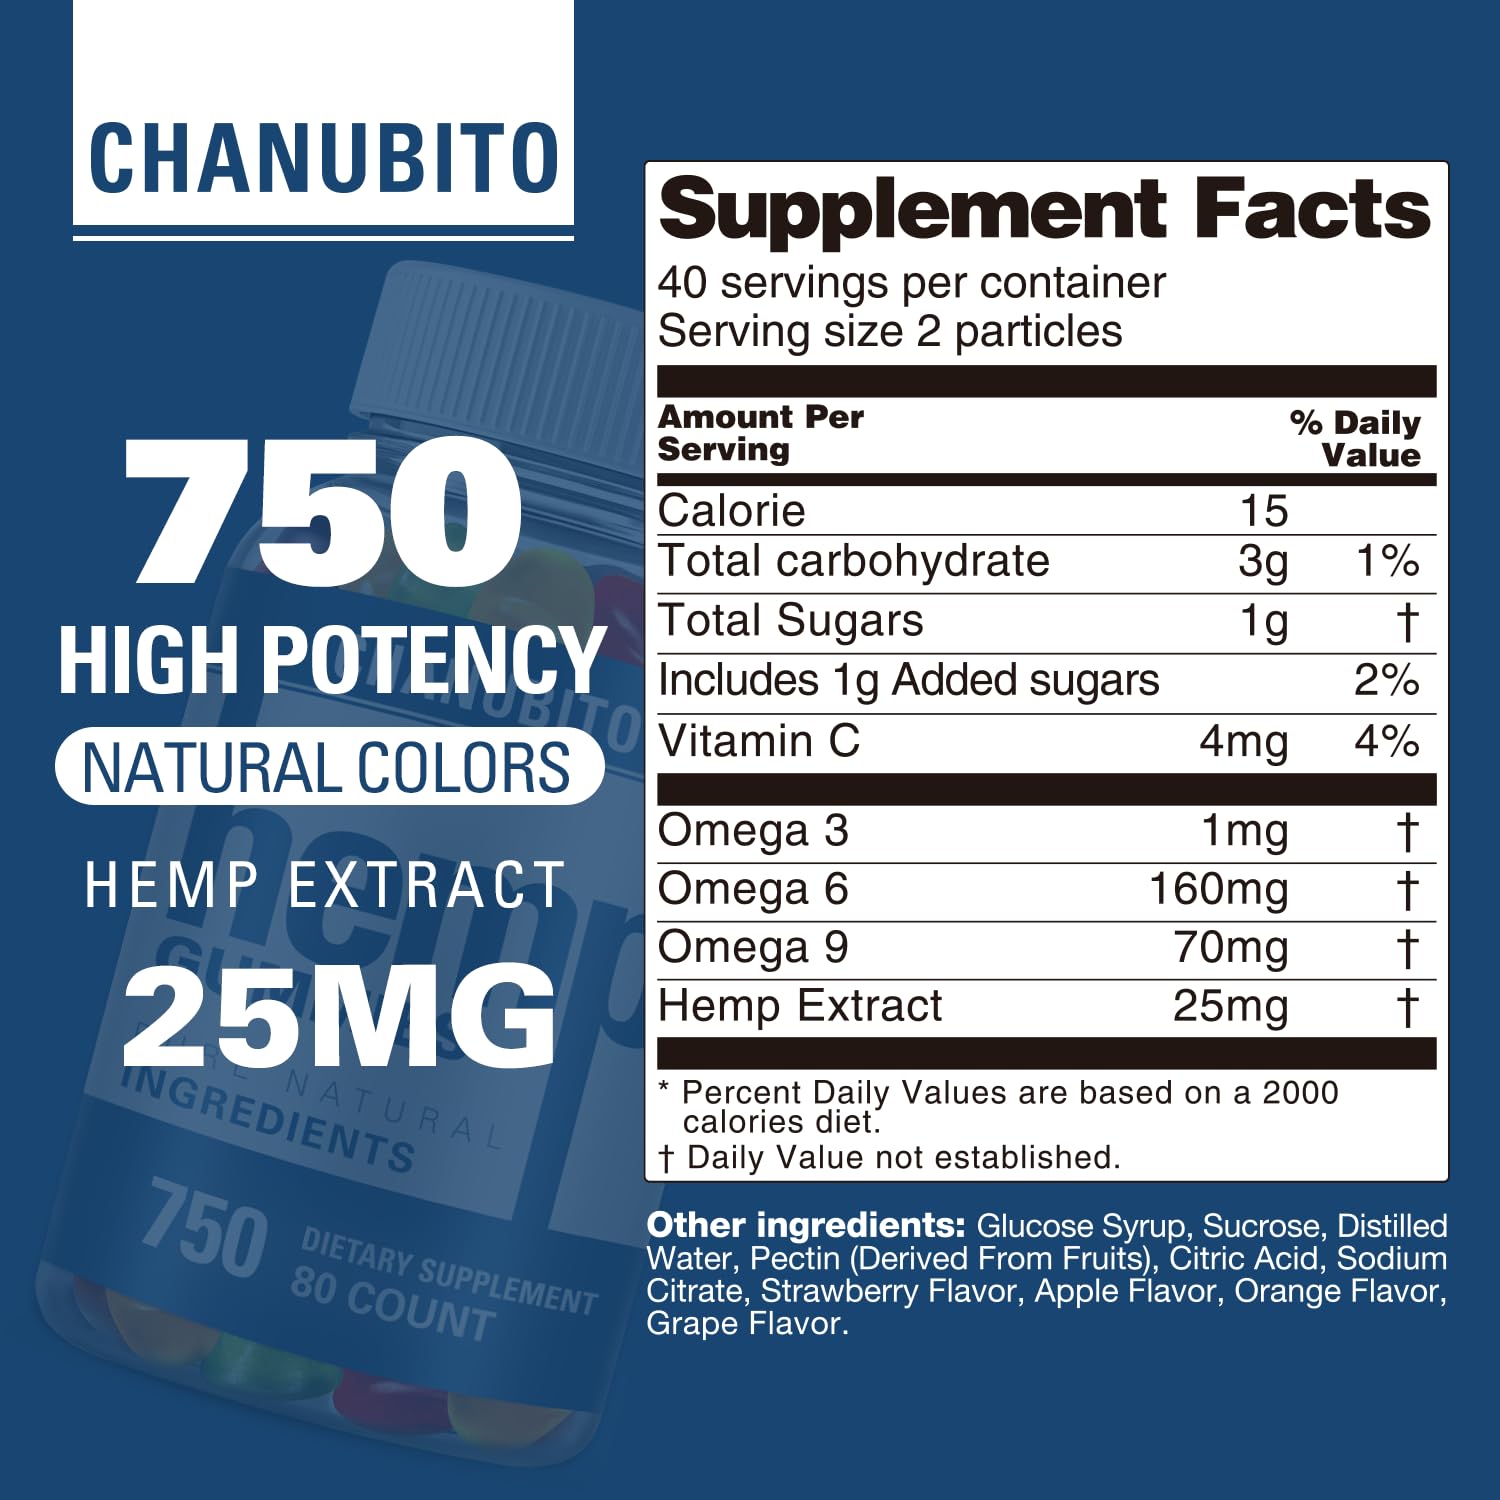 CHANUBITO
750
HIGH POTENCY
NATURAL COLORS
HEMP EXTRACT
25MG
CHANUBITO
hemp
GUMMIES
PURE NATURAL
INGREDIENTS
750
DIETARY SUPPLEMENT
80 COUNT
Supplement Facts
40 servings per container
Serving size 2 particles
Amount Per Serving % Daily Value
Calorie 15
Total carbohydrate 3g 1%
Total Sugars 1g †
Includes 1g Added sugars 2%
Vitamin C 4mg 4%
Omega 3 1mg †
Omega 6 160mg †
Omega 9 70mg †
Hemp Extract 25mg †
* Percent Daily Values are based on a 2000
calories diet.
† Daily Value not established.
Other ingredients: Glucose Syrup, Sucrose, Distilled
Water, Pectin (Derived From Fruits), Citric Acid, Sodium
Citrate, Strawberry Flavor, Apple Flavor, Orange Flavor,
Grape Flavor.